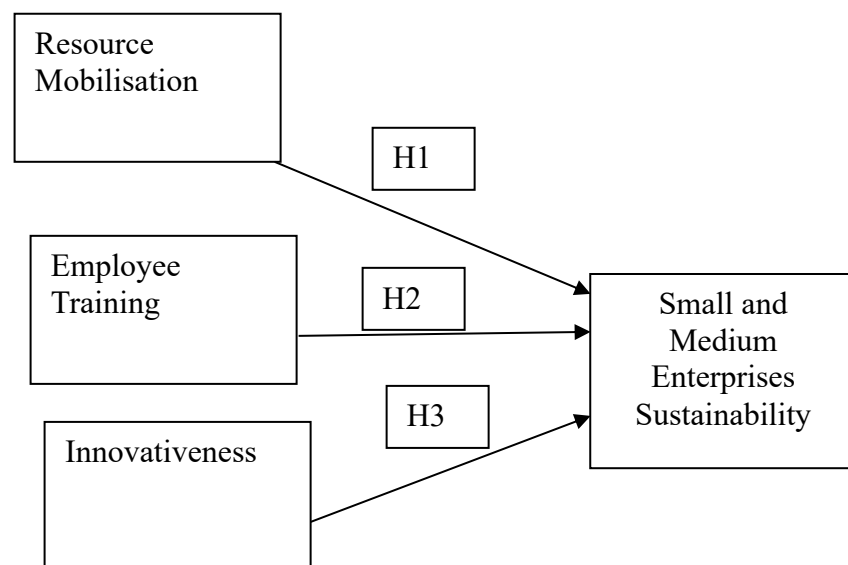 Resource
Mobilisation
H1
Employee
Training
H2
Small and
Medium
Enterprises
Sustainability
H3
Innovativeness